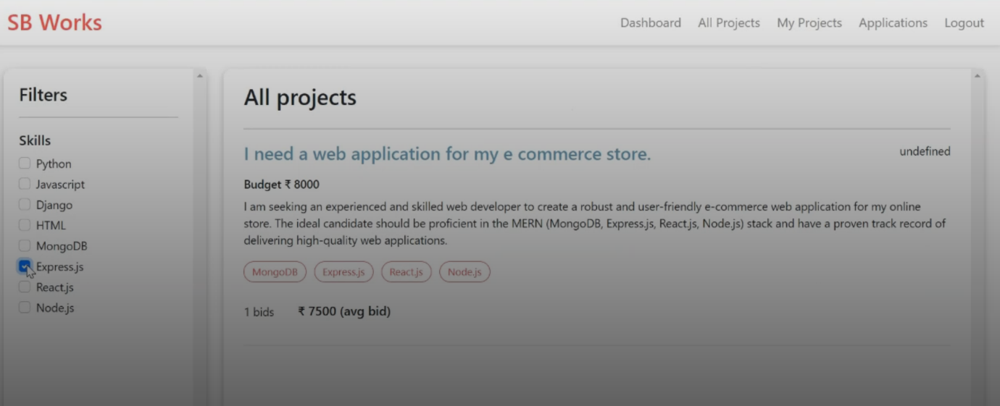 SB Works
Dashboard All Projects My Projects Applications Logout
Filters
Skills
Python
Javascript
Django
HTML
MongoDB
Express.js
React.js
Node.js
All projects
I need a web application for my e commerce store.
undefined
Budget ₹ 8000
I am seeking an experienced and skilled web developer to create a robust and user-friendly e-commerce web application for my online
store. The ideal candidate should be proficient in the MERN (MongoDB, Express.js, React.js, Node.js) stack and have a proven track record of
delivering high-quality web applications.
MongoDB Express.js React.js Node.js
1 bids ₹ 7500 (avg bid)